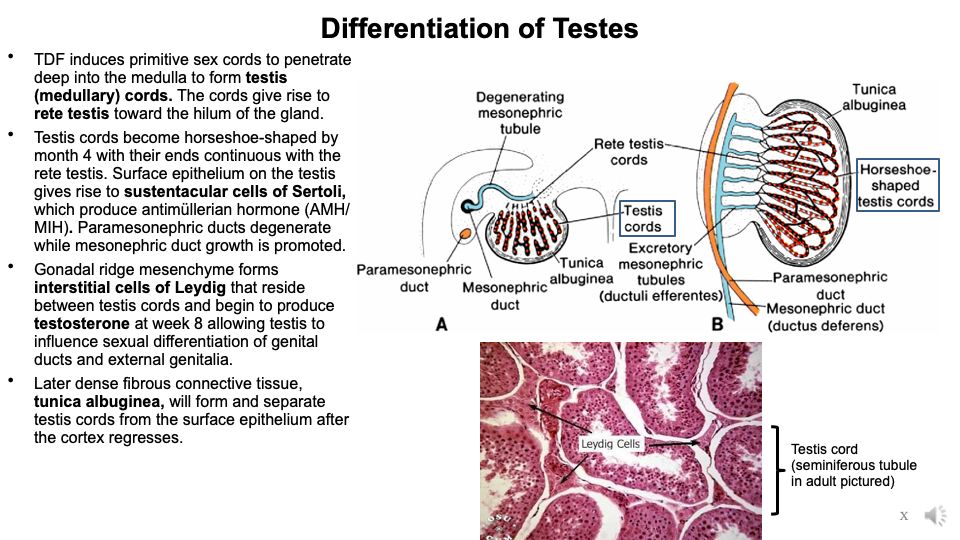 Differentiation of Testes
• TDF induces primitive sex cords to penetrate
deep into the medulla to form testis
(medullary) cords. The cords give rise to
rete testis toward the hilum of the gland.
• Testis cords become horseshoe-shaped by
month 4 with their ends continuous with the
rete testis. Surface epithelium on the testis
gives rise to sustentacular cells of Sertoli,
which produce antimüllerian hormone (AMH/
MIH). Paramesonephric ducts degenerate
while mesonephric duct growth is promoted.
• Gonadal ridge mesenchyme forms
interstitial cells of Leydig that reside
between testis cords and begin to produce
testosterone at week 8 allowing testis to
influence sexual differentiation of genital
ducts and external genitalia.
• Later dense fibrous connective tissue,
tunica albuginea, will form and separate
testis cords from the surface epithelium after
the cortex regresses.
Degenerating
mesonephric
tubule
Rete testis
cords
Testis
cords
Tunica
albuginea
Paramesonephric
duct
Mesonephric
duct
Excretory
mesonephric
tubules
(ductuli efferentes)
A
Tunica
albuginea
Horseshoe-
shaped
testis cords
Paramesonephric
duct
Mesonephric duct
(ductus deferens)
B
Leydig Cells
Testis cord
(seminiferous tubule
in adult pictured)
x